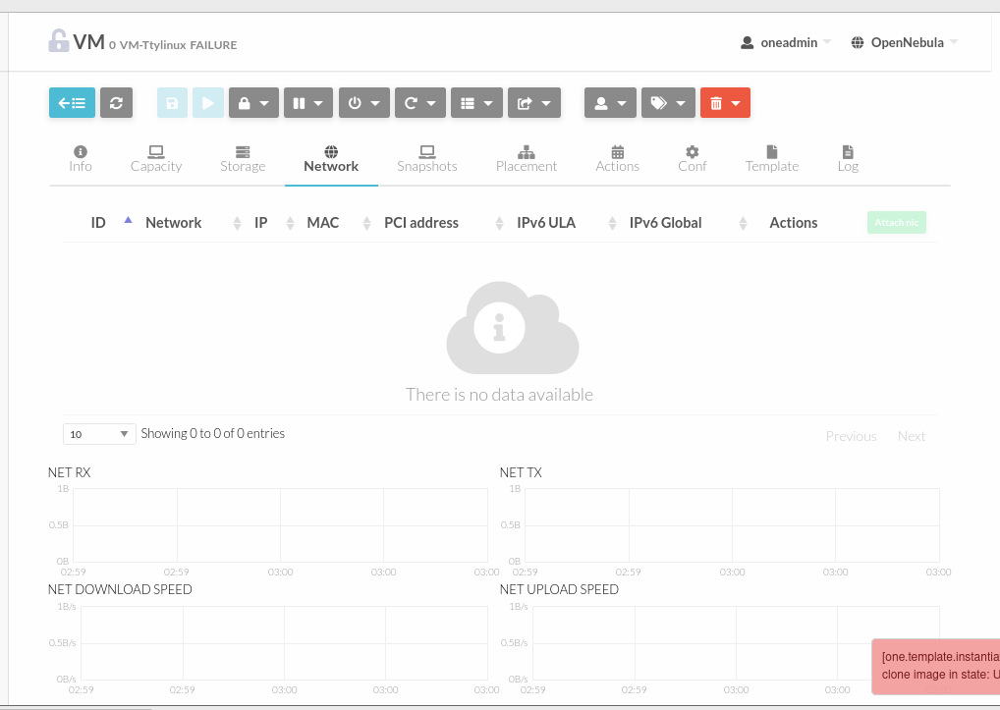 VM 0 VM-Ttylinux FAILURE
oneadmin OpenNebula
Info Capacity Storage Network Snapshots Placement Actions Conf Template Log
ID Network IP MAC PCI address IPv6 ULA IPv6 Global Actions Attach nic
There is no data available
10 Showing 0 to 0 of 0 entries
Previous Next
NET RX
1B
0.5B
0B
02:59 02:59 03:00 03:00 03:00
NET TX
1B
0.5B
0B
02:59 02:59 03:00 03:00 03:00
NET DOWNLOAD SPEED
1B/s
0.5B/s
0B/s
02:59 02:59 03:00 03:00 03:00
NET UPLOAD SPEED
1B/s
0.5B/s
0B/s
02:59 02:59 03:00 03:00
[one.template.instantia
clone image in state: U